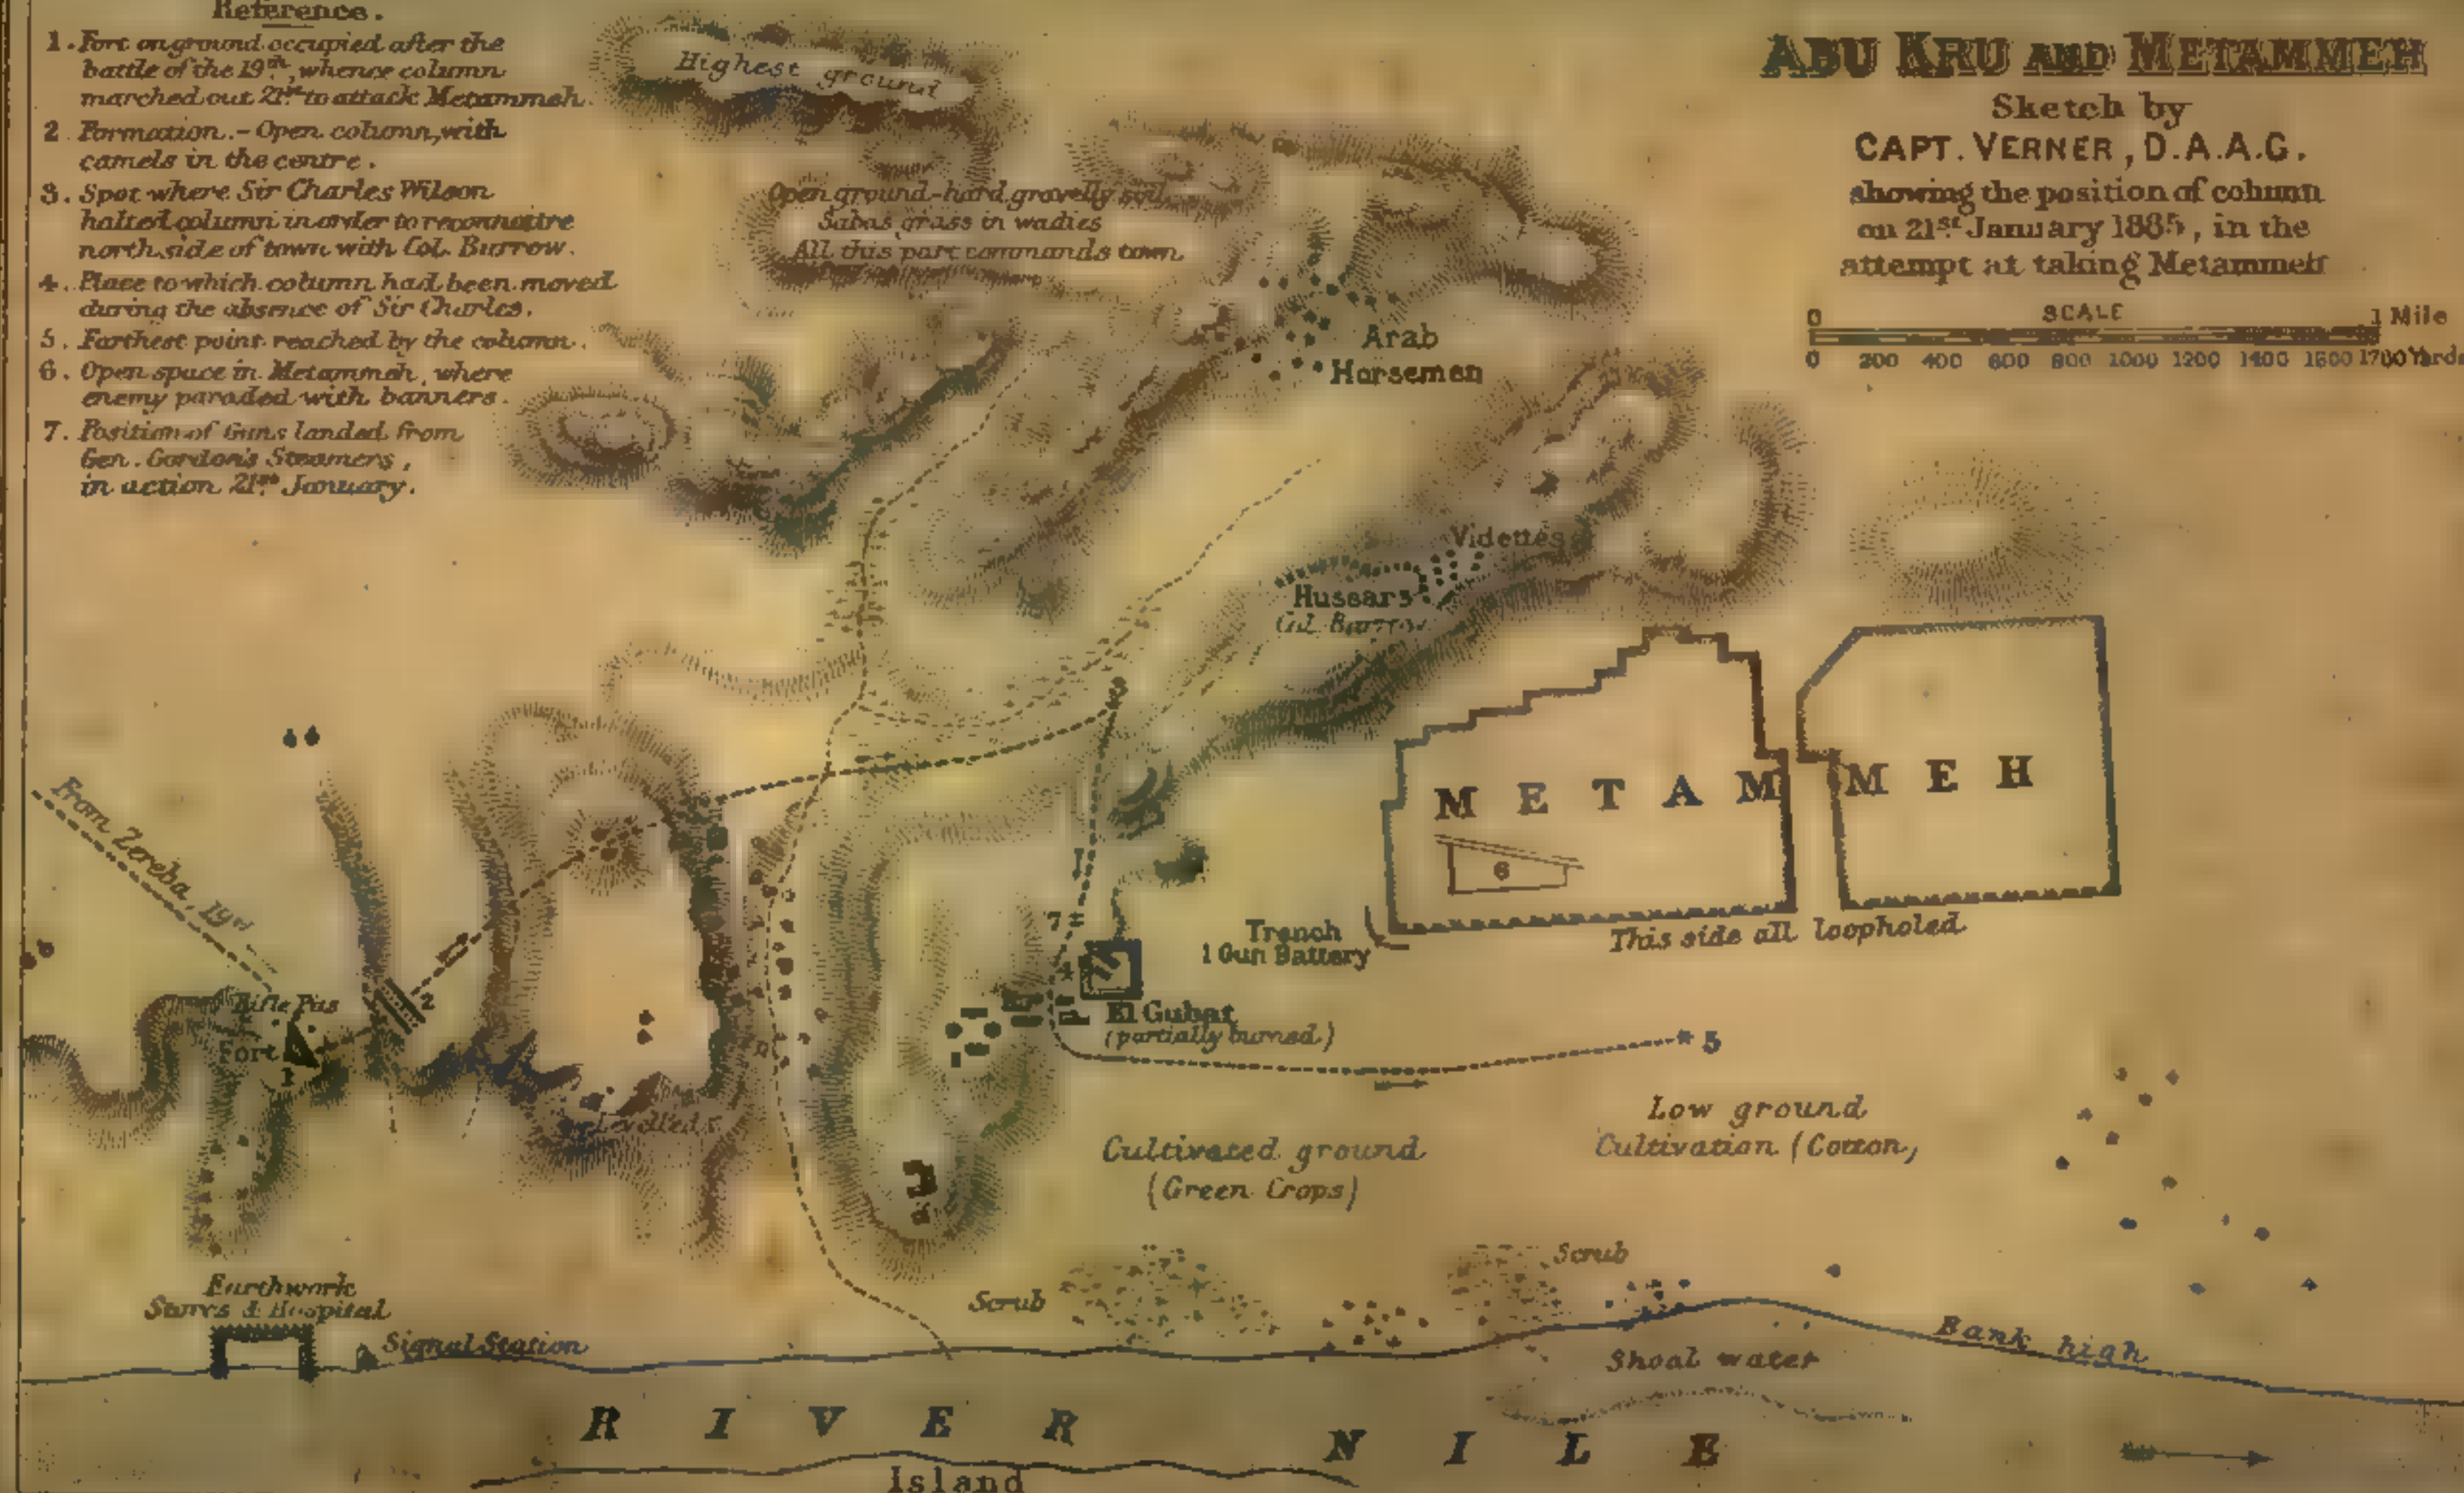 Reference.
1. Fort on ground occupied after the
battle of the 19th, whence column
marched out 21st to attack Metammeh.
2 Formation. - Open column, with
camels in the centre.
3. Spot where Sir Charles Wilson
halted column in order to reconnoitre
north side of town with Col. Burrow.
4. Place to which column had been moved
during the absence of Sir Charles.
5. Farthest point reached by the column.
6. Open space in Metammeh, where
enemy paraded with banners.
7. Position of Guns landed from
Gen. Gordon's Steamers,
in action 21st January.
ABU KRU AND METAMMEH
Sketch by
CAPT. VERNER, D.A.A.G.
showing the position of column
on 21st January 1885, in the
attempt at taking Metammeh
SCALE
0 1 Mile
0 200 400 600 800 1000 1200 1400 1600 1700 Yards
Highest ground
Open ground-hard gravelly soil,
Sabas grass in wadies
All this part commands town
Arab
Horsemen
Videttes
Hussars
Col. Burrow
3
METAMMEH
6
This side all loopholed
Trench
1 Gun Battery
7
4
El Gubat
(partially burned)
5
From Zereba, 19th
Rifle Pits
Fort
1
2
Levelled
Low ground
Cultivation (Cotton)
Cultivated ground
(Green Crops)
Scrub
Scrub
Earthwork
Stores & Hospital
Signal Station
Shoal water
Bank high
RIVER NILE
Island